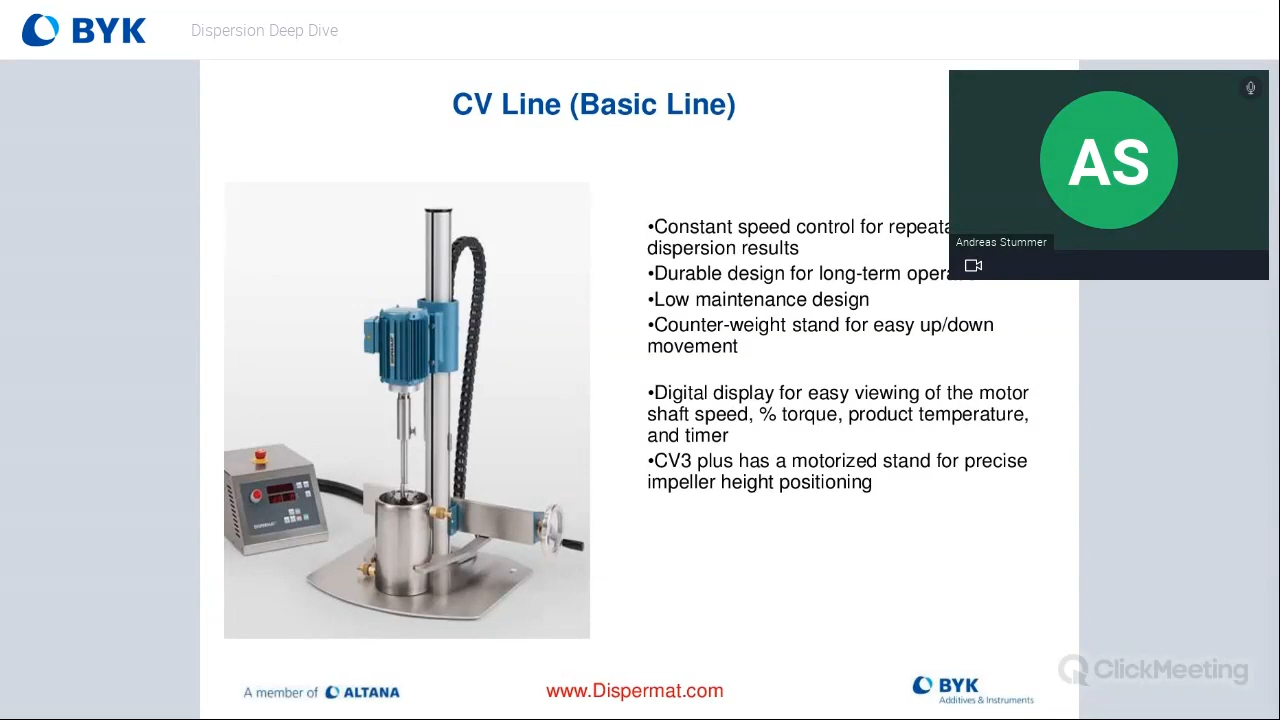 BYK
Dispersion Deep Dive
CV Line (Basic Line)
AS
Andreas Stummer
•Constant speed control for
dispersion results
•Durable design for long-term
•Low maintenance design
•Counter-weight stand for easy up/down
movement
•Digital display for easy viewing of the motor
shaft speed, % torque, product temperature,
and timer
•CV3 plus has a motorized stand for precise
impeller height positioning
A member of ALTANA
www.Dispermat.com
BYK
Additives & Instruments
ClickMeeting